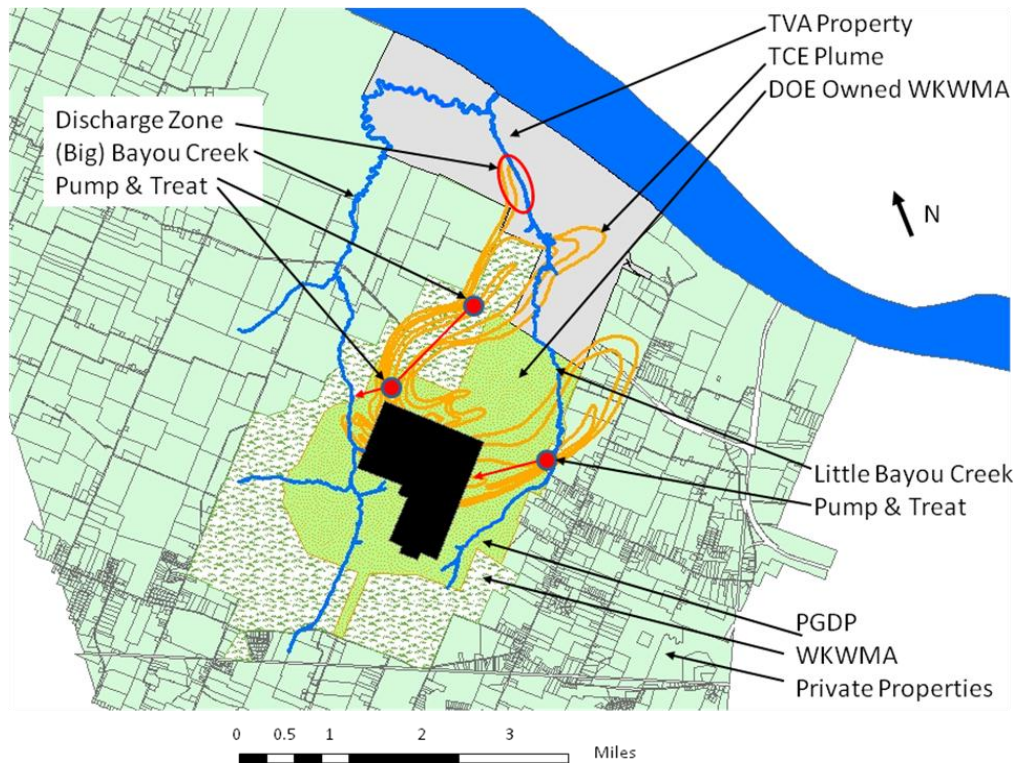 TVA Property
TCE Plume
DOE Owned WKWMA
Discharge Zone
(Big) Bayou Creek
Pump & Treat
N
Little Bayou Creek
Pump & Treat
PGDP
WKWMA
Private Properties
0 0.5 1 2 3
Miles